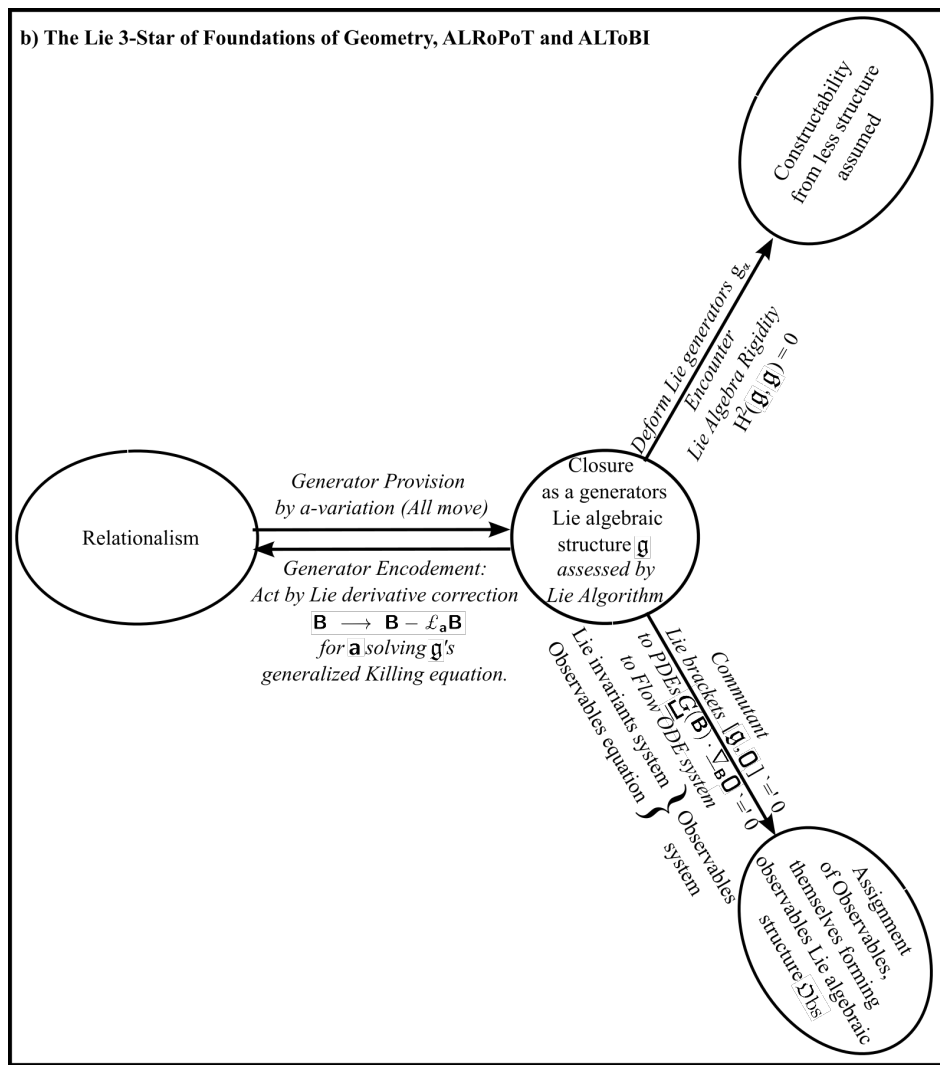 b) The Lie 3-Star of Foundations of Geometry, ALRoPoT and ALToBI
Constructability
from less structure
assumed
Deform Lie generators 𝔤α
Encounter
Lie Algebra Rigidity
H²(𝖌, 𝖌) = 0
Relationalism
Generator Provision
by a-variation (All move)
Generator Encodement:
Act by Lie derivative correction
B ⟶ B − £ₐB
for a solving 𝖌's
generalized Killing equation.
Closure
as a generators
Lie algebraic
structure 𝖌
assessed by
Lie Algorithm
Commutant
Lie brackets [𝖌, O] '=' 0
to PDEs G(B) · ∇_B O '=' 0
to Flow ODE system
Lie invariants system
Observables equation
} Observables
system
Assignment
of Observables,
themselves forming
observables Lie algebraic
structure 𝔒bs